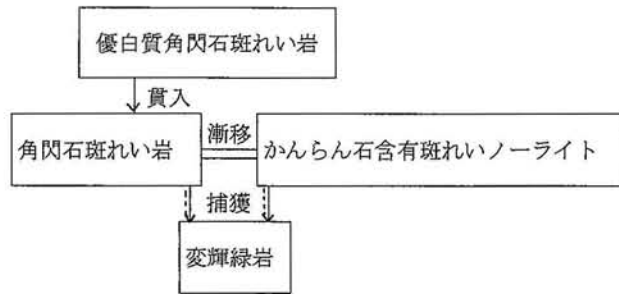 優白質角閃石斑れい岩
貫入
角閃石斑れい岩
漸移
かんらん石含有斑れいノーライト
捕獲
変輝緑岩